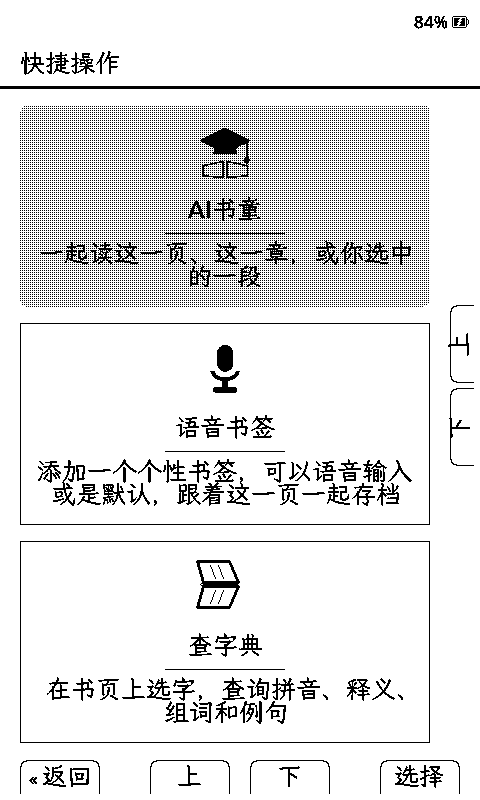 84%
快捷操作
AI书童
一起读这一页、这一章，或你选中
的一段
上
语音书签
下
添加一个个性书签，可以语音输入
或是默认，跟着这一页一起存档
查字典
在书页上选字，查询拼音、释义、
组词和例句
« 返回 上 下 选择